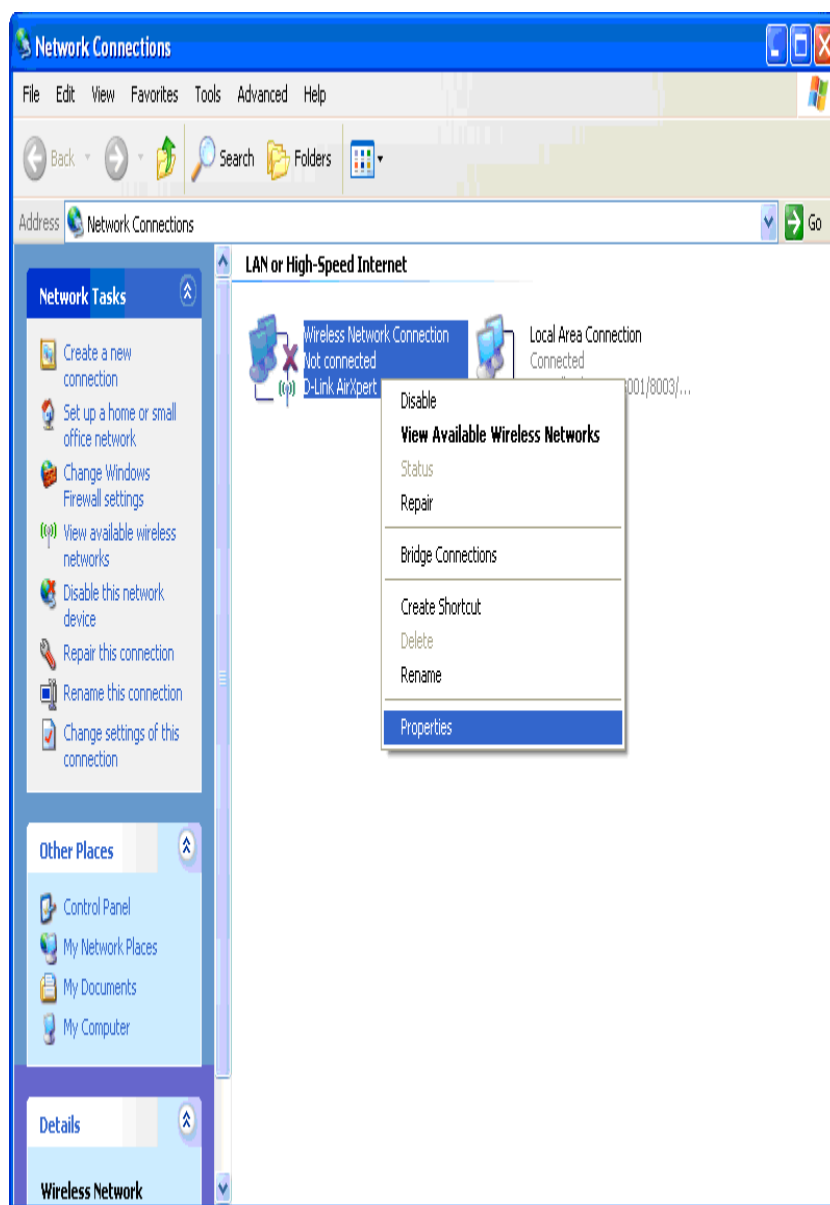 Network Connections
File Edit View Favorites Tools Advanced Help
Back Search Folders
Address Network Connections Go
Network Tasks
Create a new
connection
Set up a home or small
office network
Change Windows
Firewall settings
View available wireless
networks
Disable this network
device
Repair this connection
Rename this connection
Change settings of this
connection
Other Places
Control Panel
My Network Places
My Documents
My Computer
Details
Wireless Network
LAN or High-Speed Internet
Wireless Network Connection
Not connected
D-Link AirXpert
Local Area Connection
Connected
001/8003/...
Disable
View Available Wireless Networks
Status
Repair
Bridge Connections
Create Shortcut
Delete
Rename
Properties